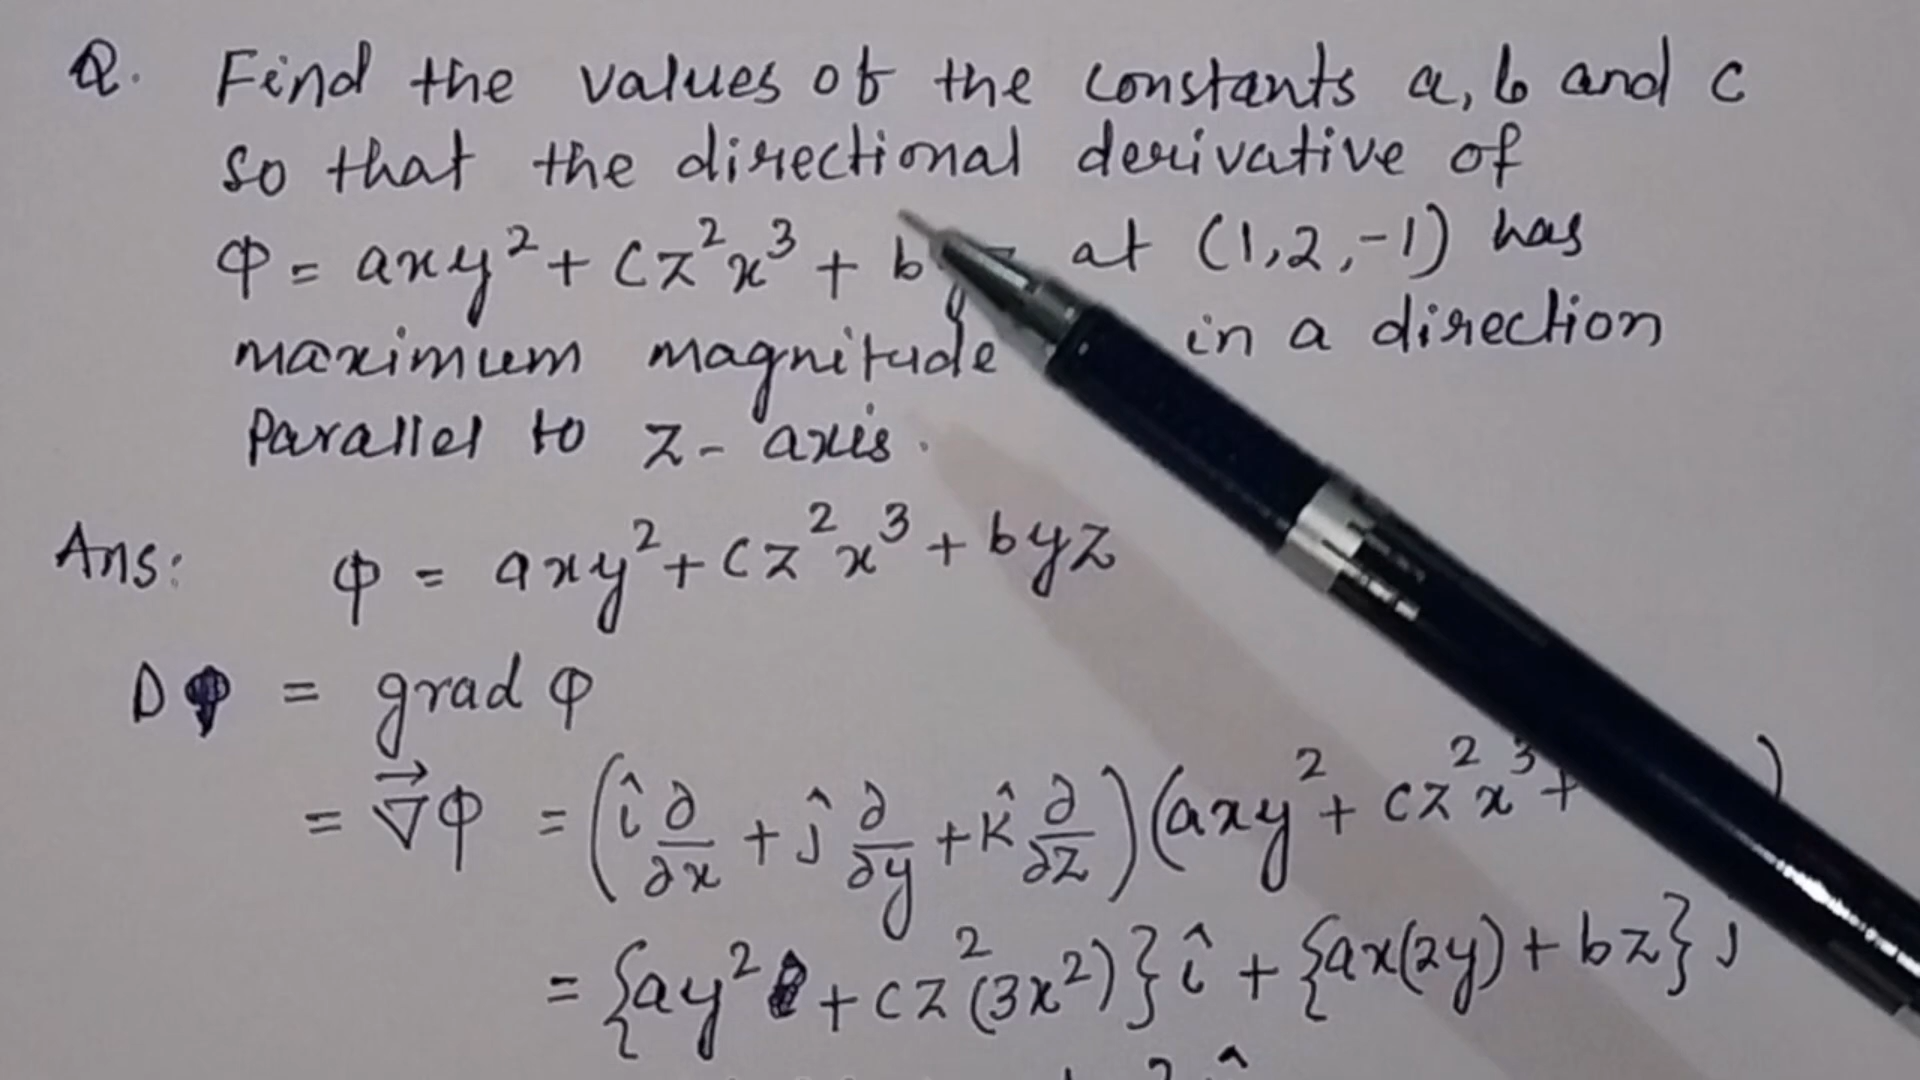 Q. Find the values of the constants a, b and c
so that the directional derivative of
φ = axy² + cz²x³ + b at (1,2,-1) has
maximum magnitude in a direction
parallel to z-axis.
Ans: φ = axy² + cz²x³ + byz
Dφ = grad φ
= ∇⃗φ = (î ∂/∂x + ĵ ∂/∂y + k̂ ∂/∂z)(axy² + cz²x³ + )
= {ay² + cz²(3x²)}î + {ax(2y) + bz}j